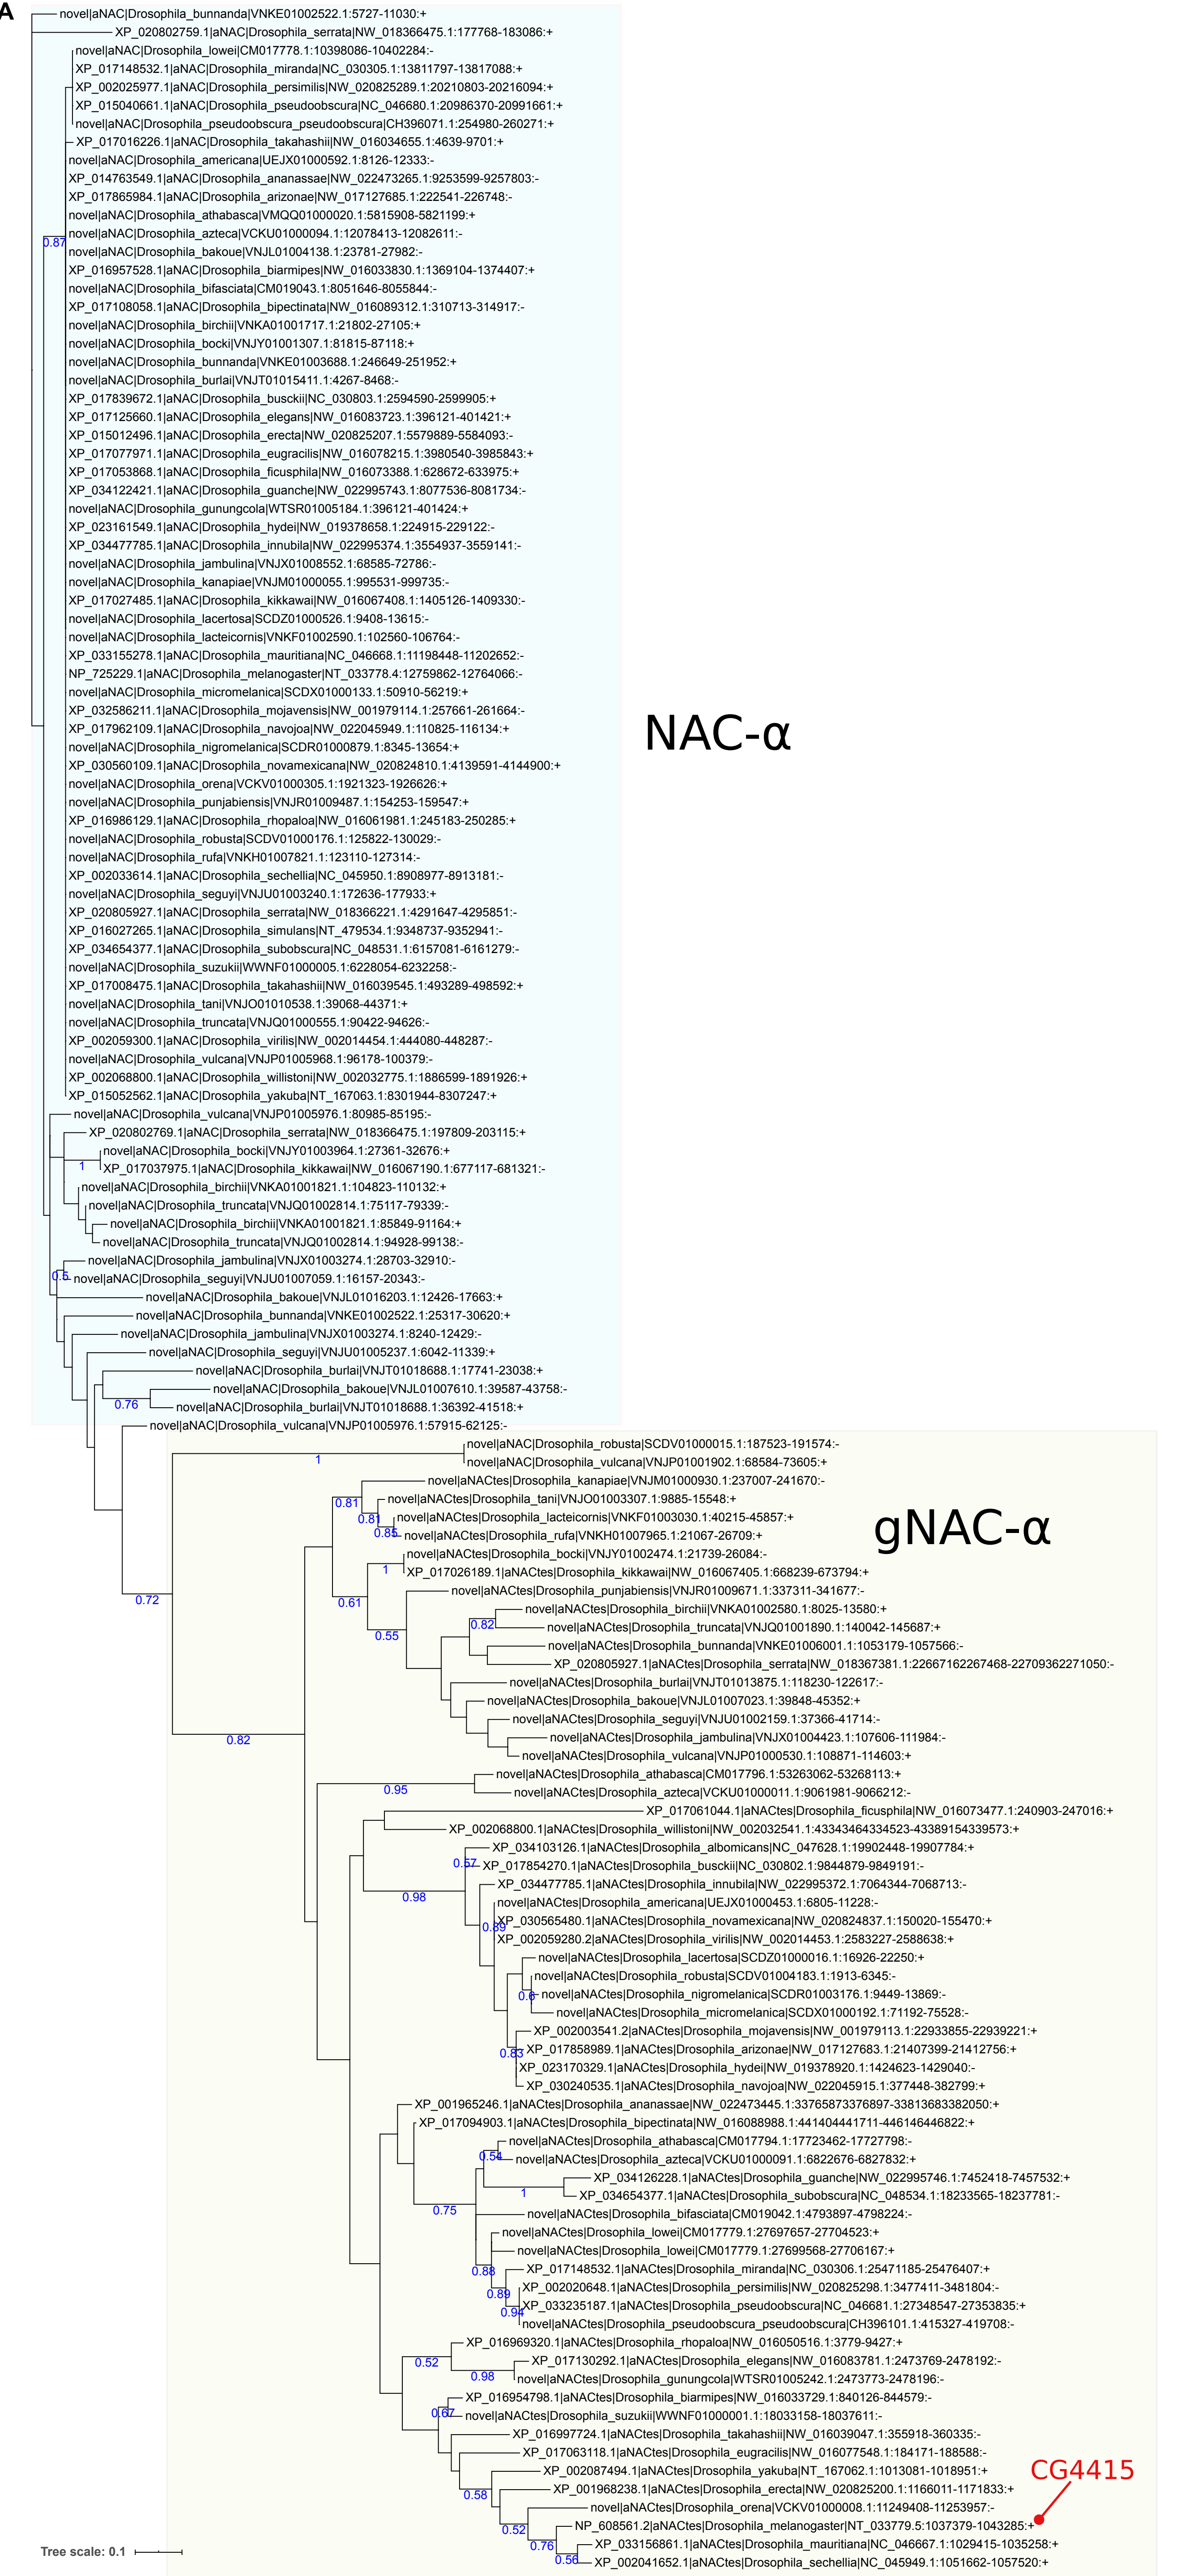 A
novel|aNAC|Drosophila_bunnanda|VNKE01002522.1:5727-11030:+
XP_020802759.1|aNAC|Drosophila_serrata|NW_018366475.1:177768-183086:+
novel|aNAC|Drosophila_lowei|CM017778.1:10398086-10402284:-
XP_017148532.1|aNAC|Drosophila_miranda|NC_030305.1:13811797-13817088:+
XP_002025977.1|aNAC|Drosophila_persimilis|NW_020825289.1:20210803-20216094:+
XP_015040661.1|aNAC|Drosophila_pseudoobscura|NC_046680.1:20986370-20991661:+
novel|aNAC|Drosophila_pseudoobscura_pseudoobscura|CH396071.1:254980-260271:+
XP_017016226.1|aNAC|Drosophila_takahashii|NW_016034655.1:4639-9701:+
novel|aNAC|Drosophila_americana|UEJX01000592.1:8126-12333:-
XP_014763549.1|aNAC|Drosophila_ananassae|NW_022473265.1:9253599-9257803:-
XP_017865984.1|aNAC|Drosophila_arizonae|NW_017127685.1:222541-226748:-
novel|aNAC|Drosophila_athabasca|VMQQ01000020.1:5815908-5821199:+
novel|aNAC|Drosophila_azteca|VCKU01000094.1:12078413-12082611:-
0.87
novel|aNAC|Drosophila_bakoue|VNJL01004138.1:23781-27982:-
XP_016957528.1|aNAC|Drosophila_biarmipes|NW_016033830.1:1369104-1374407:+
novel|aNAC|Drosophila_bifasciata|CM019043.1:8051646-8055844:-
XP_017108058.1|aNAC|Drosophila_bipectinata|NW_016089312.1:310713-314917:-
novel|aNAC|Drosophila_birchii|VNKA01001717.1:21802-27105:+
novel|aNAC|Drosophila_bocki|VNJY01001307.1:81815-87118:+
novel|aNAC|Drosophila_bunnanda|VNKE01003688.1:246649-251952:+
novel|aNAC|Drosophila_burlai|VNJT01015411.1:4267-8468:-
XP_017839672.1|aNAC|Drosophila_busckii|NC_030803.1:2594590-2599905:+
XP_017125660.1|aNAC|Drosophila_elegans|NW_016083723.1:396121-401421:+
XP_015012496.1|aNAC|Drosophila_erecta|NW_020825207.1:5579889-5584093:-
XP_017077971.1|aNAC|Drosophila_eugracilis|NW_016078215.1:3980540-3985843:+
XP_017053868.1|aNAC|Drosophila_ficusphila|NW_016073388.1:628672-633975:+
XP_034122421.1|aNAC|Drosophila_guanche|NW_022995743.1:8077536-8081734:-
novel|aNAC|Drosophila_gunungcola|WTSR01005184.1:396121-401424:+
XP_023161549.1|aNAC|Drosophila_hydei|NW_019378658.1:224915-229122:-
XP_034477785.1|aNAC|Drosophila_innubila|NW_022995374.1:3554937-3559141:-
novel|aNAC|Drosophila_jambulina|VNJX01008552.1:68585-72786:-
novel|aNAC|Drosophila_kanapiae|VNJM01000055.1:995531-999735:-
XP_017027485.1|aNAC|Drosophila_kikkawai|NW_016067408.1:1405126-1409330:-
novel|aNAC|Drosophila_lacertosa|SCDZ01000526.1:9408-13615:-
novel|aNAC|Drosophila_lacteicornis|VNKF01002590.1:102560-106764:-
XP_033155278.1|aNAC|Drosophila_mauritiana|NC_046668.1:11198448-11202652:-
NP_725229.1|aNAC|Drosophila_melanogaster|NT_033778.4:12759862-12764066:-
novel|aNAC|Drosophila_micromelanica|SCDX01000133.1:50910-56219:+
XP_032586211.1|aNAC|Drosophila_mojavensis|NW_001979114.1:257661-261664:-
XP_017962109.1|aNAC|Drosophila_navojoa|NW_022045949.1:110825-116134:+
NAC-α
novel|aNAC|Drosophila_nigromelanica|SCDR01000879.1:8345-13654:+
XP_030560109.1|aNAC|Drosophila_novamexicana|NW_020824810.1:4139591-4144900:+
novel|aNAC|Drosophila_orena|VCKV01000305.1:1921323-1926626:+
novel|aNAC|Drosophila_punjabiensis|VNJR01009487.1:154253-159547:+
XP_016986129.1|aNAC|Drosophila_rhopaloa|NW_016061981.1:245183-250285:+
novel|aNAC|Drosophila_robusta|SCDV01000176.1:125822-130029:-
novel|aNAC|Drosophila_rufa|VNKH01007821.1:123110-127314:-
XP_002033614.1|aNAC|Drosophila_sechellia|NC_045950.1:8908977-8913181:-
novel|aNAC|Drosophila_seguyi|VNJU01003240.1:172636-177933:+
XP_020805927.1|aNAC|Drosophila_serrata|NW_018366221.1:4291647-4295851:-
XP_016027265.1|aNAC|Drosophila_simulans|NT_479534.1:9348737-9352941:-
XP_034654377.1|aNAC|Drosophila_subobscura|NC_048531.1:6157081-6161279:-
novel|aNAC|Drosophila_suzukii|WWNF01000005.1:6228054-6232258:-
XP_017008475.1|aNAC|Drosophila_takahashii|NW_016039545.1:493289-498592:+
novel|aNAC|Drosophila_tani|VNJO01010538.1:39068-44371:+
novel|aNAC|Drosophila_truncata|VNJQ01000555.1:90422-94626:-
XP_002059300.1|aNAC|Drosophila_virilis|NW_002014454.1:444080-448287:-
novel|aNAC|Drosophila_vulcana|VNJP01005968.1:96178-100379:-
XP_002068800.1|aNAC|Drosophila_willistoni|NW_002032775.1:1886599-1891926:+
XP_015052562.1|aNAC|Drosophila_yakuba|NT_167063.1:8301944-8307247:+
novel|aNAC|Drosophila_vulcana|VNJP01005976.1:80985-85195:-
XP_020802769.1|aNAC|Drosophila_serrata|NW_018366475.1:197809-203115:+
novel|aNAC|Drosophila_bocki|VNJY01003964.1:27361-32676:+
1
XP_017037975.1|aNAC|Drosophila_kikkawai|NW_016067190.1:677117-681321:-
novel|aNAC|Drosophila_birchii|VNKA01001821.1:104823-110132:+
novel|aNAC|Drosophila_truncata|VNJQ01002814.1:75117-79339:-
novel|aNAC|Drosophila_birchii|VNKA01001821.1:85849-91164:+
novel|aNAC|Drosophila_truncata|VNJQ01002814.1:94928-99138:-
novel|aNAC|Drosophila_jambulina|VNJX01003274.1:28703-32910:-
0.5
novel|aNAC|Drosophila_seguyi|VNJU01007059.1:16157-20343:-
novel|aNAC|Drosophila_bakoue|VNJL01016203.1:12426-17663:+
novel|aNAC|Drosophila_bunnanda|VNKE01002522.1:25317-30620:+
novel|aNAC|Drosophila_jambulina|VNJX01003274.1:8240-12429:-
novel|aNAC|Drosophila_seguyi|VNJU01005237.1:6042-11339:+
novel|aNAC|Drosophila_burlai|VNJT01018688.1:17741-23038:+
novel|aNAC|Drosophila_bakoue|VNJL01007610.1:39587-43758:-
0.76
novel|aNAC|Drosophila_burlai|VNJT01018688.1:36392-41518:+
novel|aNAC|Drosophila_vulcana|VNJP01005976.1:57915-62125:-
novel|aNAC|Drosophila_robusta|SCDV01000015.1:187523-191574:-
1
novel|aNAC|Drosophila_vulcana|VNJP01001902.1:68584-73605:+
novel|aNACtes|Drosophila_kanapiae|VNJM01000930.1:237007-241670:-
0.81
novel|aNACtes|Drosophila_tani|VNJO01003307.1:9885-15548:+
0.81
novel|aNACtes|Drosophila_lacteicornis|VNKF01003030.1:40215-45857:+
gNAC-α
0.85
novel|aNACtes|Drosophila_rufa|VNKH01007965.1:21067-26709:+
novel|aNACtes|Drosophila_bocki|VNJY01002474.1:21739-26084:-
1
XP_017026189.1|aNACtes|Drosophila_kikkawai|NW_016067405.1:668239-673794:+
novel|aNACtes|Drosophila_punjabiensis|VNJR01009671.1:337311-341677:-
0.72
0.61
novel|aNACtes|Drosophila_birchii|VNKA01002580.1:8025-13580:+
0.82
novel|aNACtes|Drosophila_truncata|VNJQ01001890.1:140042-145687:+
0.55
novel|aNACtes|Drosophila_bunnanda|VNKE01006001.1:1053179-1057566:-
XP_020805927.1|aNACtes|Drosophila_serrata|NW_018367381.1:22667162267468-22709362271050:-
novel|aNACtes|Drosophila_burlai|VNJT01013875.1:118230-122617:-
novel|aNACtes|Drosophila_bakoue|VNJL01007023.1:39848-45352:+
novel|aNACtes|Drosophila_seguyi|VNJU01002159.1:37366-41714:-
0.82
novel|aNACtes|Drosophila_jambulina|VNJX01004423.1:107606-111984:-
novel|aNACtes|Drosophila_vulcana|VNJP01000530.1:108871-114603:+
novel|aNACtes|Drosophila_athabasca|CM017796.1:53263062-53268113:+
0.95
novel|aNACtes|Drosophila_azteca|VCKU01000011.1:9061981-9066212:-
XP_017061044.1|aNACtes|Drosophila_ficusphila|NW_016073477.1:240903-247016:+
XP_002068800.1|aNACtes|Drosophila_willistoni|NW_002032541.1:43343464334523-43389154339573:+
XP_034103126.1|aNACtes|Drosophila_albomicans|NC_047628.1:19902448-19907784:+
0.57
XP_017854270.1|aNACtes|Drosophila_busckii|NC_030802.1:9844879-9849191:-
XP_034477785.1|aNACtes|Drosophila_innubila|NW_022995372.1:7064344-7068713:-
0.98
novel|aNACtes|Drosophila_americana|UEJX01000453.1:6805-11228:-
XP_030565480.1|aNACtes|Drosophila_novamexicana|NW_020824837.1:150020-155470:+
0.89
XP_002059280.2|aNACtes|Drosophila_virilis|NW_002014453.1:2583227-2588638:+
novel|aNACtes|Drosophila_lacertosa|SCDZ01000016.1:16926-22250:+
novel|aNACtes|Drosophila_robusta|SCDV01004183.1:1913-6345:-
0.6
novel|aNACtes|Drosophila_nigromelanica|SCDR01003176.1:9449-13869:-
novel|aNACtes|Drosophila_micromelanica|SCDX01000192.1:71192-75528:-
XP_002003541.2|aNACtes|Drosophila_mojavensis|NW_001979113.1:22933855-22939221:+
0.83
XP_017858989.1|aNACtes|Drosophila_arizonae|NW_017127683.1:21407399-21412756:+
XP_023170329.1|aNACtes|Drosophila_hydei|NW_019378920.1:1424623-1429040:-
XP_030240535.1|aNACtes|Drosophila_navojoa|NW_022045915.1:377448-382799:+
XP_001965246.1|aNACtes|Drosophila_ananassae|NW_022473445.1:33765873376897-33813683382050:+
XP_017094903.1|aNACtes|Drosophila_bipectinata|NW_016088988.1:441404441711-446146446822:+
novel|aNACtes|Drosophila_athabasca|CM017794.1:17723462-17727798:-
0.54
novel|aNACtes|Drosophila_azteca|VCKU01000091.1:6822676-6827832:+
XP_034126228.1|aNACtes|Drosophila_guanche|NW_022995746.1:7452418-7457532:+
1
XP_034654377.1|aNACtes|Drosophila_subobscura|NC_048534.1:18233565-18237781:-
0.75
novel|aNACtes|Drosophila_bifasciata|CM019042.1:4793897-4798224:-
novel|aNACtes|Drosophila_lowei|CM017779.1:27697657-27704523:+
novel|aNACtes|Drosophila_lowei|CM017779.1:27699568-27706167:+
0.88
XP_017148532.1|aNACtes|Drosophila_miranda|NC_030306.1:25471185-25476407:+
XP_002020648.1|aNACtes|Drosophila_persimilis|NW_020825298.1:3477411-3481804:-
0.89
XP_033235187.1|aNACtes|Drosophila_pseudoobscura|NC_046681.1:27348547-27353835:+
0.94
novel|aNACtes|Drosophila_pseudoobscura_pseudoobscura|CH396101.1:415327-419708:-
XP_016969320.1|aNACtes|Drosophila_rhopaloa|NW_016050516.1:3779-9427:+
0.52
XP_017130292.1|aNACtes|Drosophila_elegans|NW_016083781.1:2473769-2478192:-
0.98
novel|aNACtes|Drosophila_gunungcola|WTSR01005242.1:2473773-2478196:-
XP_016954798.1|aNACtes|Drosophila_biarmipes|NW_016033729.1:840126-844579:-
0.67
novel|aNACtes|Drosophila_suzukii|WWNF01000001.1:18033158-18037611:-
XP_016997724.1|aNACtes|Drosophila_takahashii|NW_016039047.1:355918-360335:-
XP_017063118.1|aNACtes|Drosophila_eugracilis|NW_016077548.1:184171-188588:-
XP_002087494.1|aNACtes|Drosophila_yakuba|NT_167062.1:1013081-1018951:+
CG4415
XP_001968238.1|aNACtes|Drosophila_erecta|NW_020825200.1:1166011-1171833:+
0.58
novel|aNACtes|Drosophila_orena|VCKV01000008.1:11249408-11253957:-
NP_608561.2|aNACtes|Drosophila_melanogaster|NT_033779.5:1037379-1043285:+
0.52
XP_033156861.1|aNACtes|Drosophila_mauritiana|NC_046667.1:1029415-1035258:+
0.76
Tree scale: 0.1
XP_002041652.1|aNACtes|Drosophila_sechellia|NC_045949.1:1051662-1057520:+
0.56